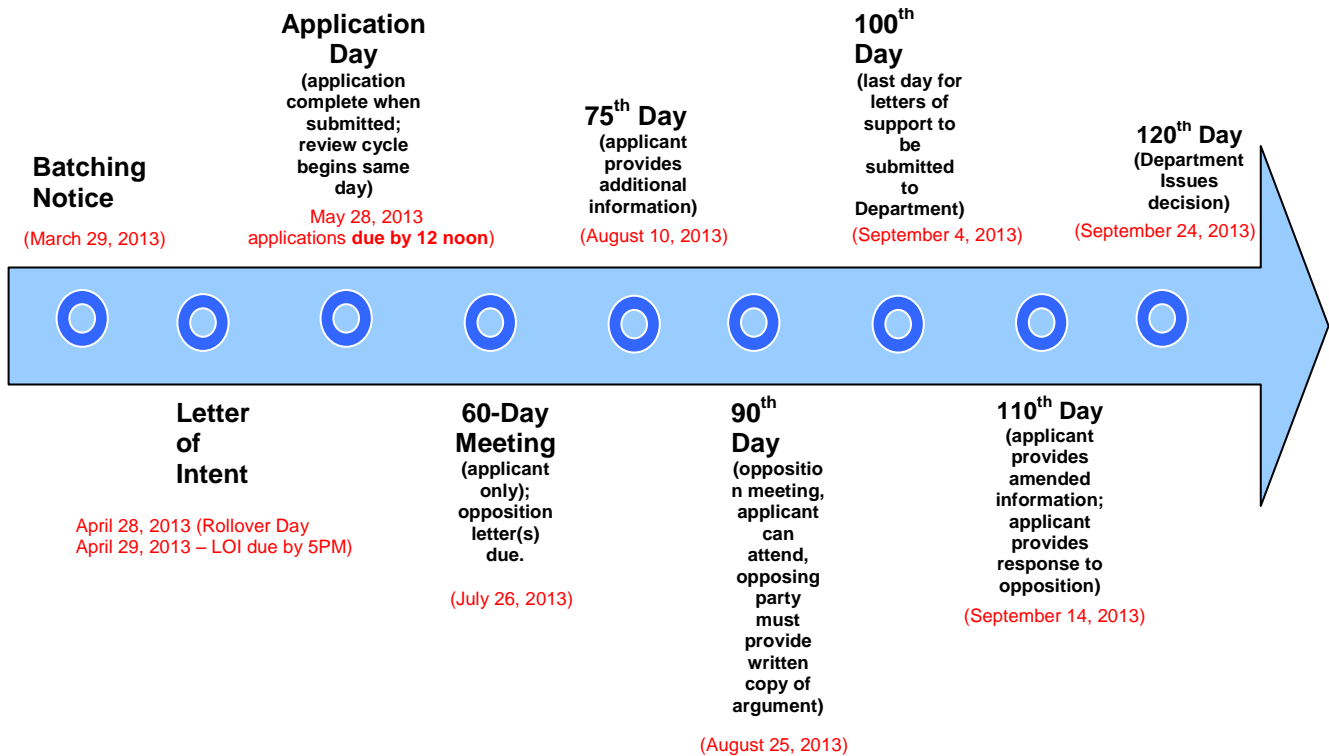 Batching
Notice
(March 29, 2013)
Letter
of
Intent
April 28, 2013 (Rollover Day
April 29, 2013 – LOI due by 5PM)
Application
Day
(application
complete when
submitted;
review cycle
begins same
day)
May 28, 2013
applications due by 12 noon)
60-Day
Meeting
(applicant
only);
opposition
letter(s)
due.
(July 26, 2013)
75th Day
(applicant
provides
additional
information)
(August 10, 2013)
90th
Day
(oppositio
n meeting,
applicant
can
attend,
opposing
party
must
provide
written
copy of
argument)
(August 25, 2013)
100th
Day
(last day for
letters of
support to
be
submitted
to
Department)
(September 4, 2013)
110th Day
(applicant
provides
amended
information;
applicant
provides
response to
opposition)
(September 14, 2013)
120th Day
(Department
Issues
decision)
(September 24, 2013)